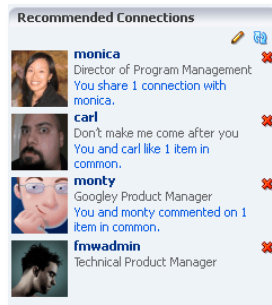 Recommended Connections
monica
Director of Program Management
You share 1 connection with
monica.
carl
Don't make me come after you
You and carl like 1 item in
common.
monty
Googley Product Manager
You and monty commented on 1
item in common.
fmwadmin
Technical Product Manager